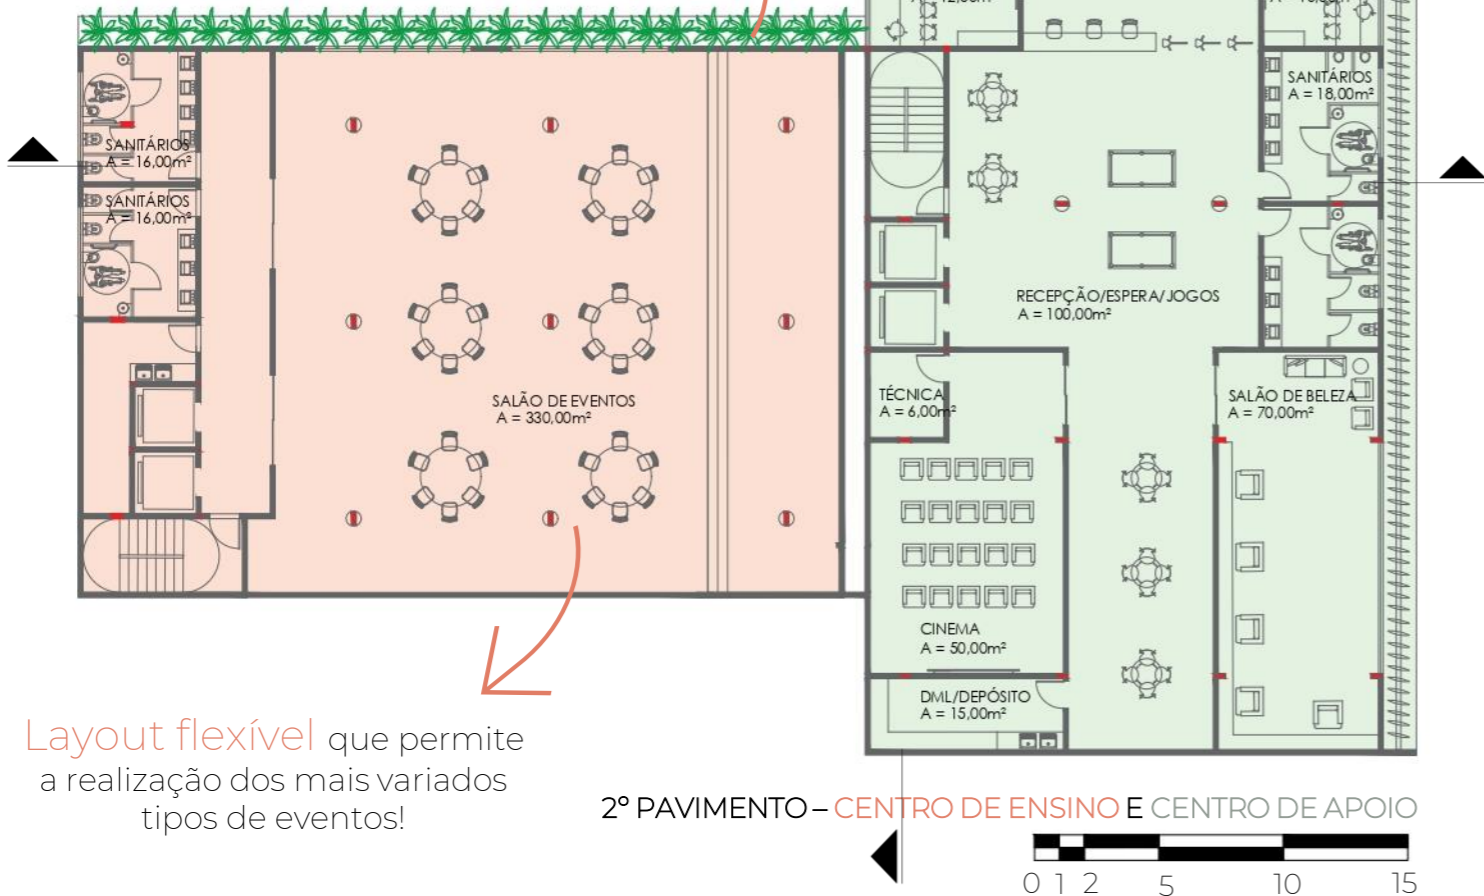 SANITÁRIOS
A = 18,00m²
SANITÁRIOS
A = 16,00m²
SANITÁRIOS
A = 16,00m²
RECEPÇÃO/ESPERA/JOGOS
A = 100,00m²
SALÃO DE EVENTOS
A = 330,00m²
TÉCNICA
A = 6,00m²
SALÃO DE BELEZA
A = 70,00m²
CINEMA
A = 50,00m²
DML/DEPÓSITO
A = 15,00m²
Layout flexível que permite
a realização dos mais variados
tipos de eventos!
2º PAVIMENTO – CENTRO DE ENSINO E CENTRO DE APOIO
0 1 2 5 10 15